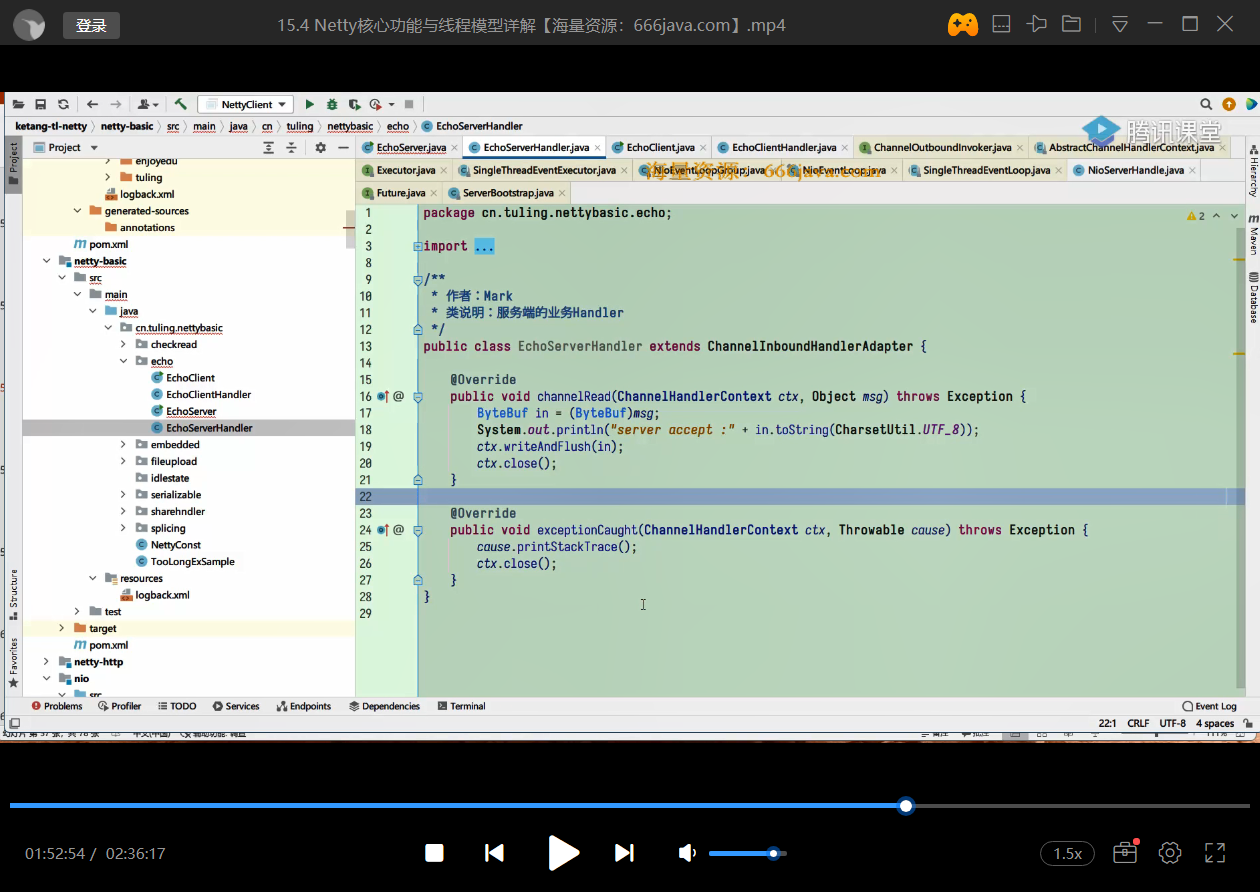 登录
15.4 Netty核心功能与线程模型详解【海量资源：666java.com】.mp4
NettyClient
ketang-tl-netty
netty-basic
src
main
java
cn
tuling
nettybasic
echo
EchoServerHandler
腾讯课堂
Project
EchoServer.java
EchoServerHandler.java
EchoClient.java
EchoClientHandler.java
ChannelOutboundInvoker.java
AbstractChannelHandlerContext.java
Executor.java
SingleThreadEventExecutor.java
NioEventLoopGroup.java
NioEventLoop.java
SingleThreadEventLoop.java
NioServerHandler.java
海量资源：666java.com
Future.java
ServerBootstrap.java
Project
Structure
Favorites
enjoyedu
tuling
logback.xml
generated-sources
annotations
pom.xml
netty-basic
src
main
java
cn.tuling.nettybasic
checkread
echo
EchoClient
EchoClientHandler
EchoServer
EchoServerHandler
embedded
fileupload
idlestate
serializable
sharehndler
splicing
NettyConst
TooLongExSample
resources
logback.xml
test
target
pom.xml
netty-http
nio
src
1 package cn.tuling.nettybasic.echo;
2
3 import ...
8
9 /**
10 * 作者：Mark
11 * 类说明：服务端的业务Handler
12 */
13 public class EchoServerHandler extends ChannelInboundHandlerAdapter {
14
15 @Override
16 @ public void channelRead(ChannelHandlerContext ctx, Object msg) throws Exception {
17 ByteBuf in = (ByteBuf)msg;
18 System.out.println("server accept :" + in.toString(CharsetUtil.UTF_8));
19 ctx.writeAndFlush(in);
20 ctx.close();
21 }
22
23 @Override
24 @ public void exceptionCaught(ChannelHandlerContext ctx, Throwable cause) throws Exception {
25 cause.printStackTrace();
26 ctx.close();
27 }
28 }
29
2
Hierarchy
Maven
Database
Problems
Profiler
TODO
Services
Endpoints
Dependencies
Terminal
Event Log
22:1
CRLF
UTF-8
4 spaces
01:52:54 / 02:36:17
1.5x